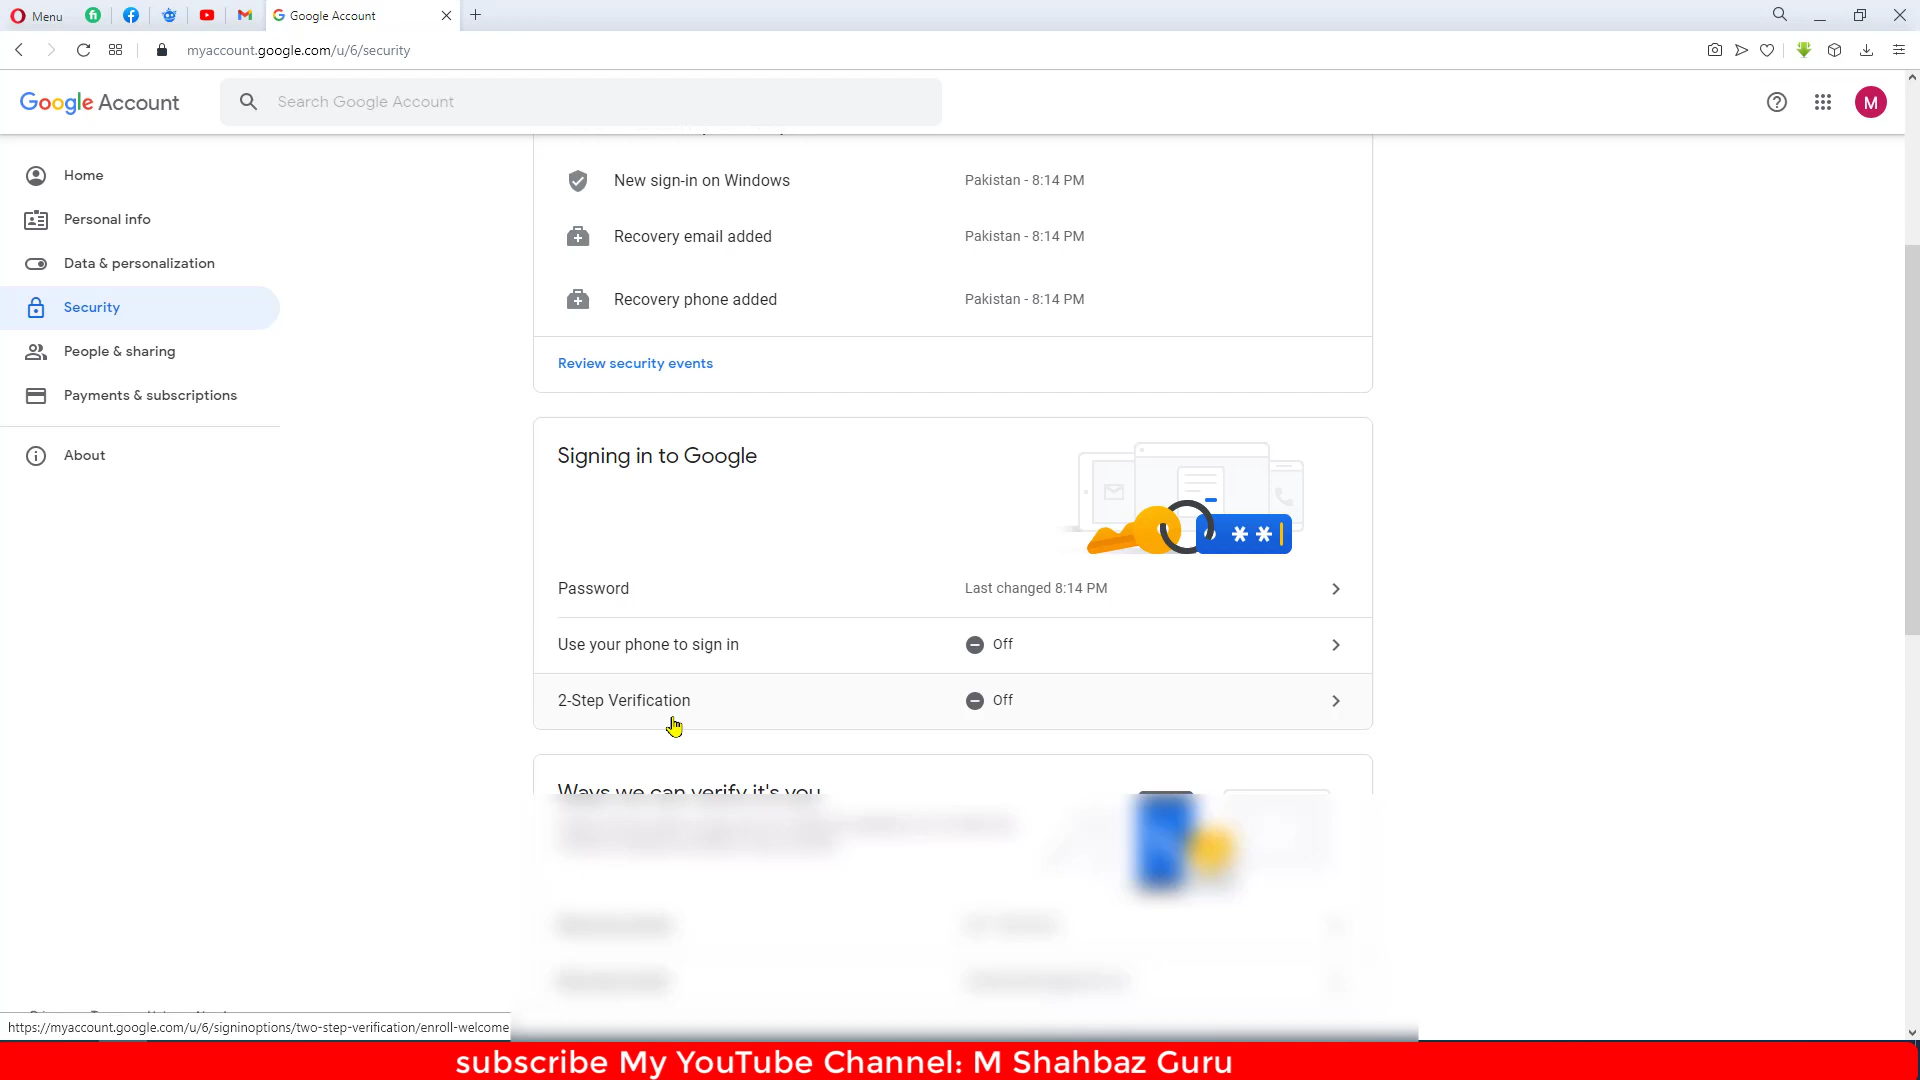 Menu
Google Account
myaccount.google.com/u/6/security
Google Account
Search Google Account
M
Home
Personal info
Data & personalization
Security
People & sharing
Payments & subscriptions
About
New sign-in on Windows Pakistan - 8:14 PM
Recovery email added Pakistan - 8:14 PM
Recovery phone added Pakistan - 8:14 PM
Review security events
Signing in to Google
**
Password Last changed 8:14 PM
Use your phone to sign in Off
2-Step Verification Off
Ways we can verify it's you
https://myaccount.google.com/u/6/signinoptions/two-step-verification/enroll-welcome
subscribe My YouTube Channel: M Shahbaz Guru